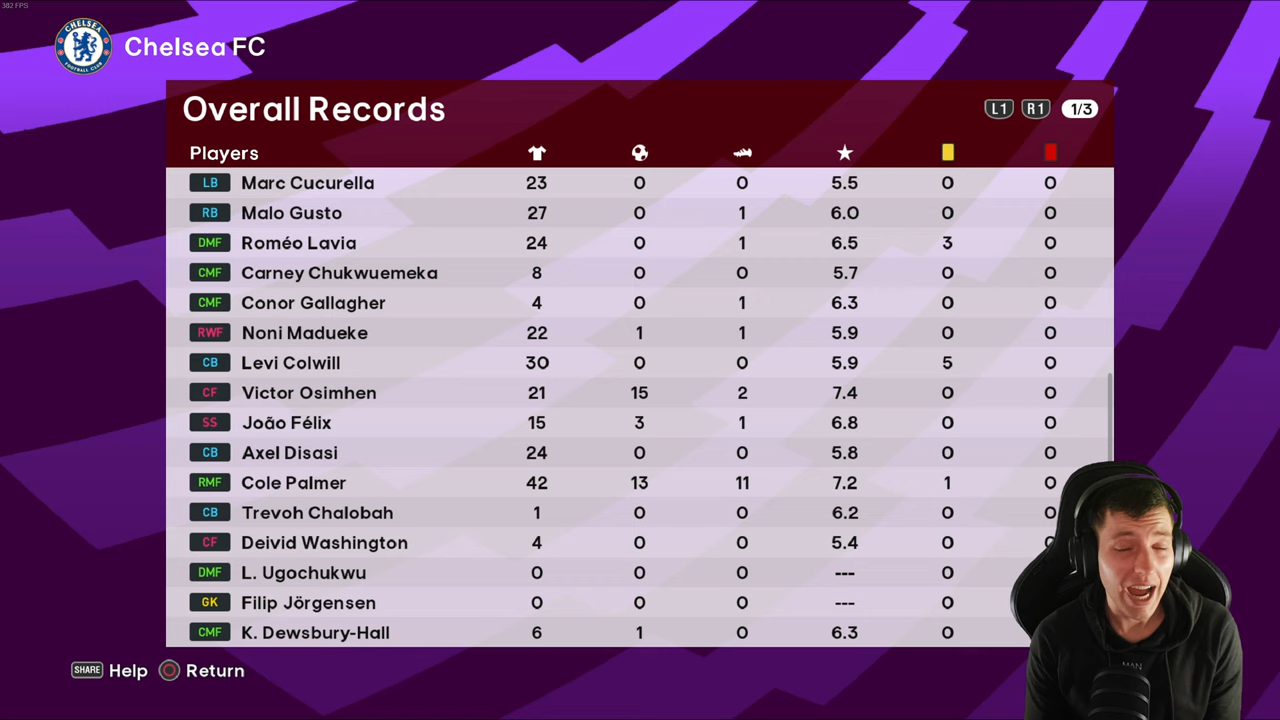 382 FPS
CHELSEA
FOOTBALL CLUB
Chelsea FC
Overall Records L1 R1 1/3
Players
LB Marc Cucurella 23 0 0 5.5 0 0
RB Malo Gusto 27 0 1 6.0 0 0
DMF Roméo Lavia 24 0 1 6.5 3 0
CMF Carney Chukwuemeka 8 0 0 5.7 0 0
CMF Conor Gallagher 4 0 1 6.3 0 0
RWF Noni Madueke 22 1 1 5.9 0 0
CB Levi Colwill 30 0 0 5.9 5 0
CF Victor Osimhen 21 15 2 7.4 0 0
SS João Félix 15 3 1 6.8 0 0
CB Axel Disasi 24 0 0 5.8 0 0
RMF Cole Palmer 42 13 11 7.2 1 0
CB Trevoh Chalobah 1 0 0 6.2 0 0
CF Deivid Washington 4 0 0 5.4 0 0
DMF L. Ugochukwu 0 0 0 --- 0
GK Filip Jörgensen 0 0 0 --- 0
CMF K. Dewsbury-Hall 6 1 0 6.3 0
SHARE Help Return
MAN